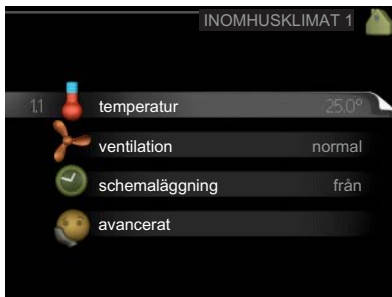 INOMHUSKLIMAT 1
1.1 temperatur 25.0°
ventilation normal
schemaläggning från
avancerat